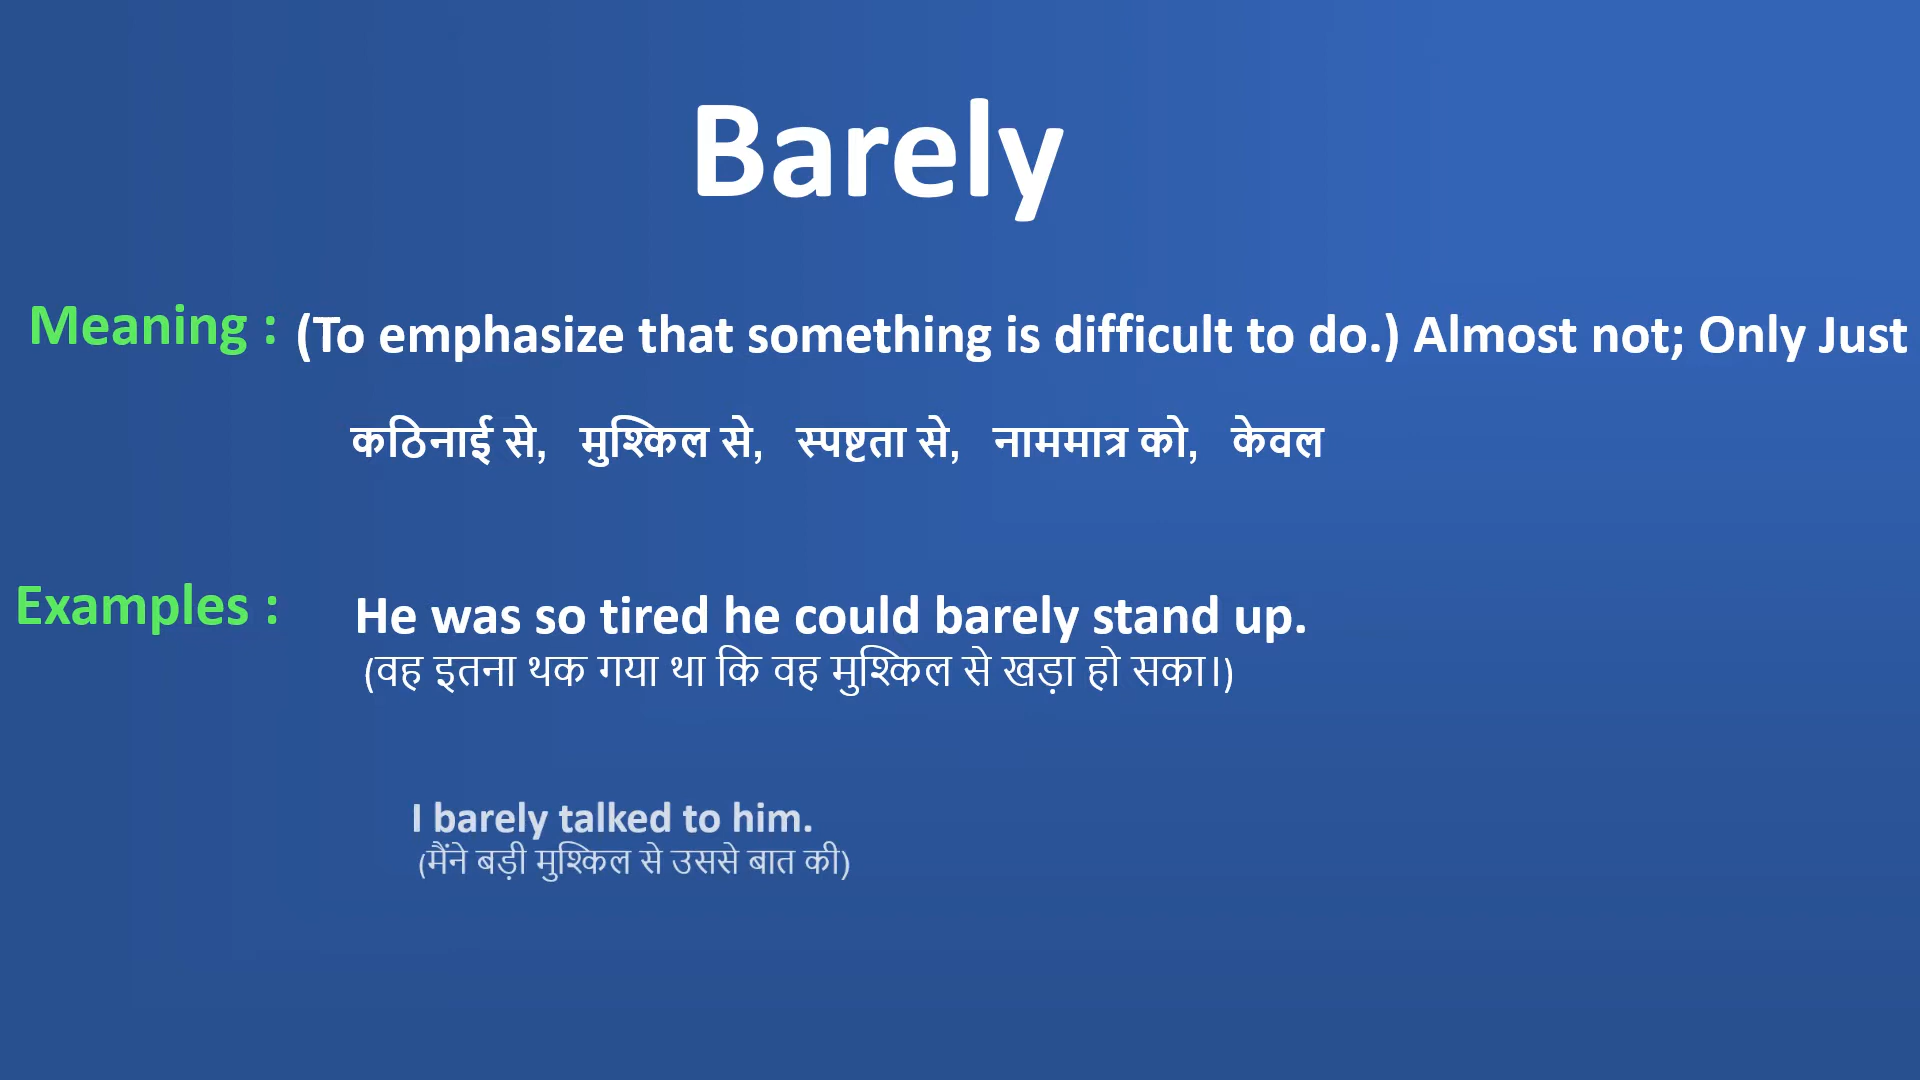 Barely
Meaning : (To emphasize that something is difficult to do.) Almost not; Only Just
कठिनाई से, मुश्किल से, स्पष्टता से, नाममात्र को, केवल
Examples : He was so tired he could barely stand up.
(वह इतना थक गया था कि वह मुश्किल से खड़ा हो सका।)
I barely talked to him.
(मैंने बड़ी मुश्किल से उससे बात की)